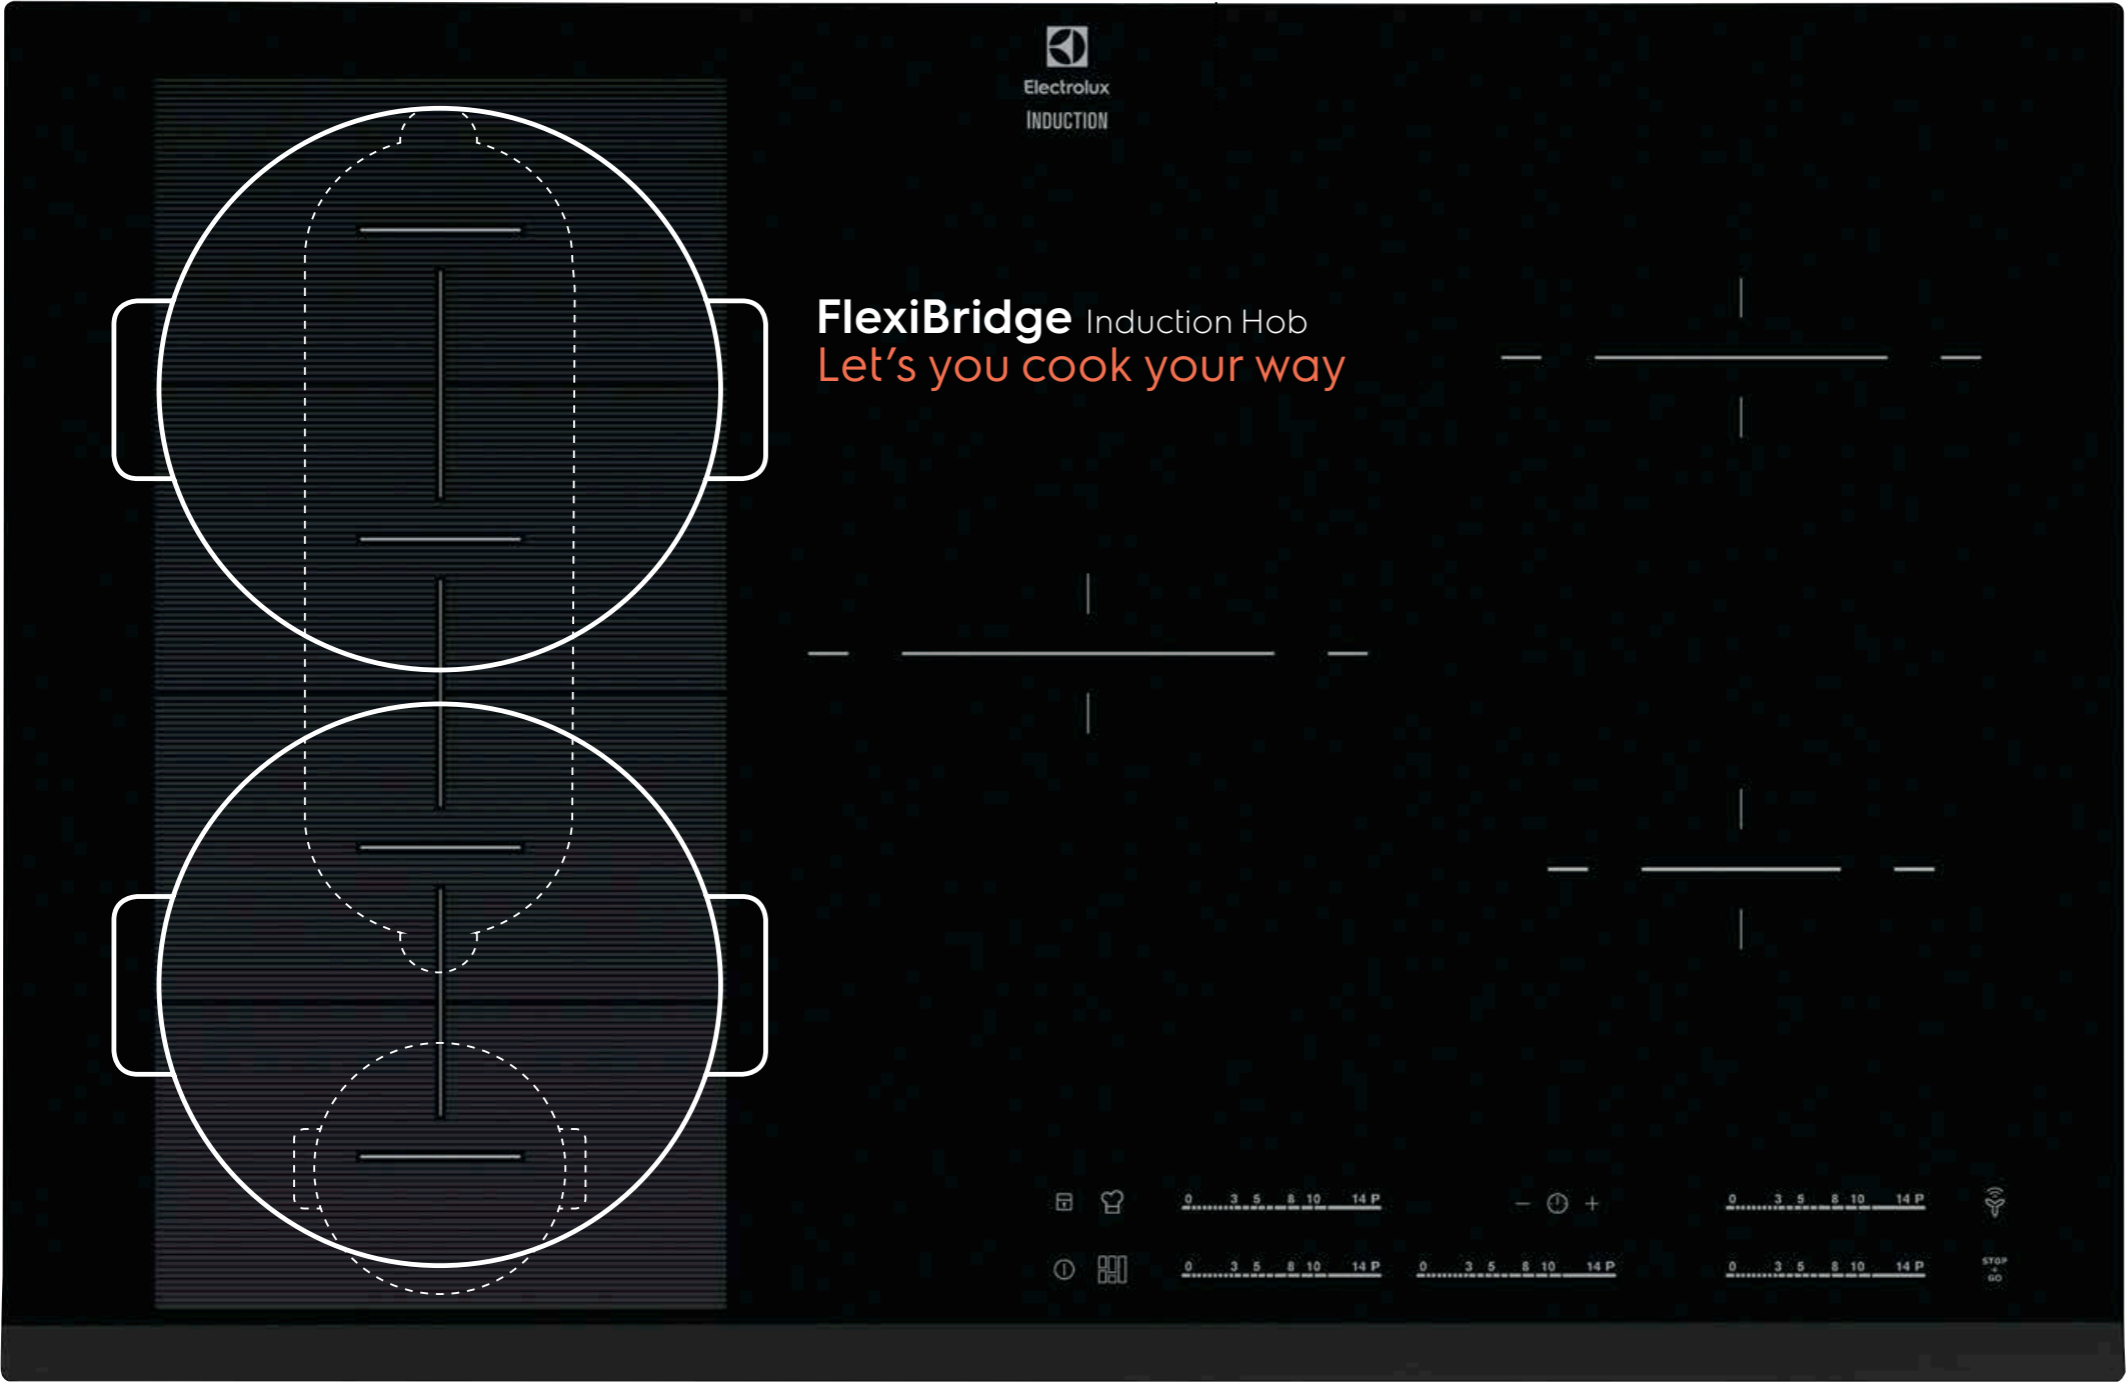 Electrolux
INDUCTION
FlexiBridge Induction Hob
Let's you cook your way
0 3 5 8 10 14 P
− +
0 3 5 8 10 14 P
0 3 5 8 10 14 P
0 3 5 8 10 14 P
0 3 5 8 10 14 P
STOP
+
GO